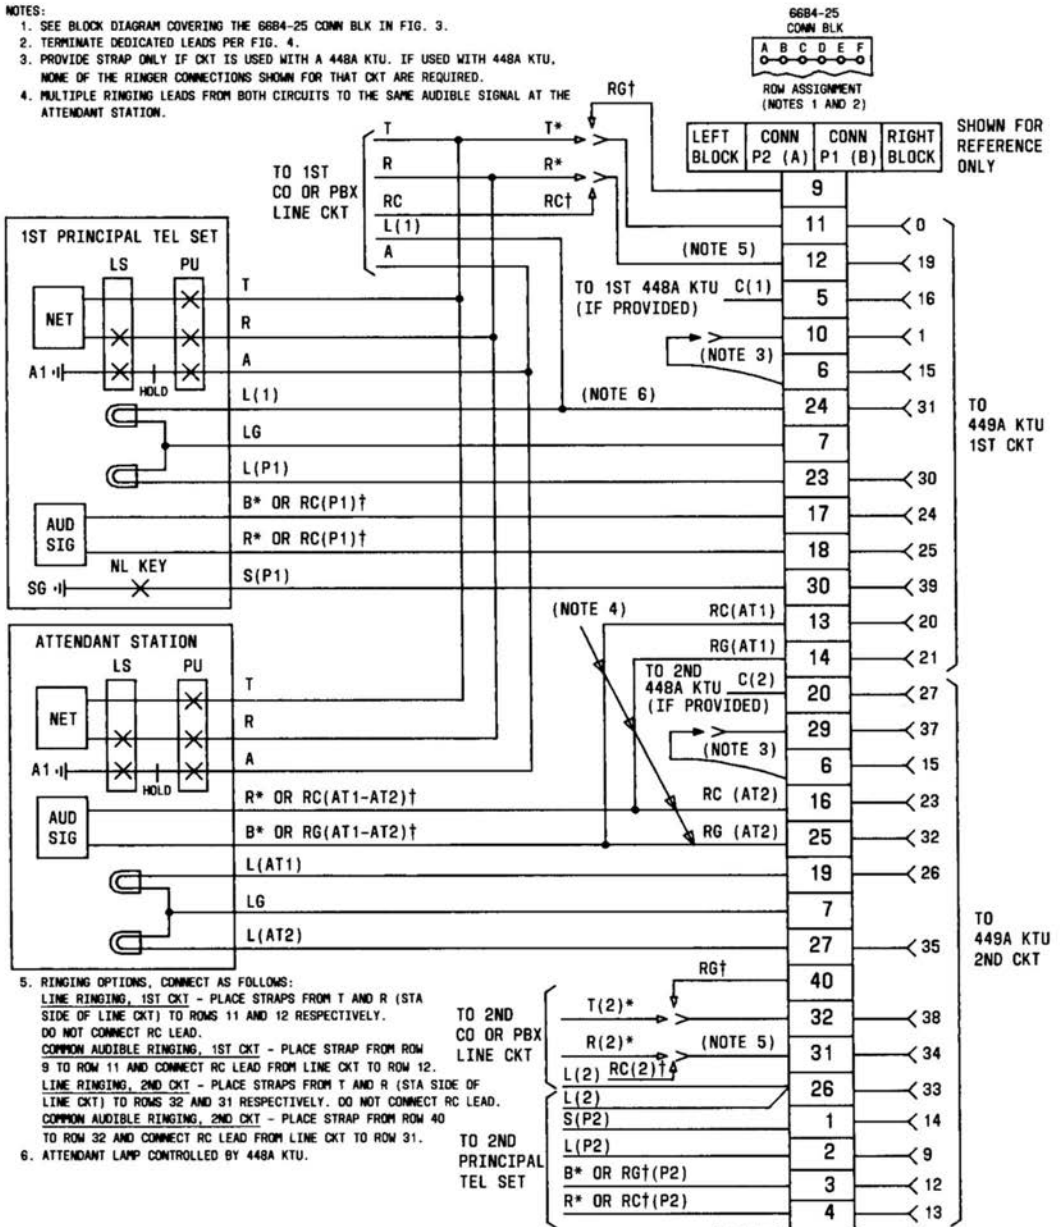 NOTES:
1. SEE BLOCK DIAGRAM COVERING THE 66B4-25 CONN BLK IN FIG. 3.
2. TERMINATE DEDICATED LEADS PER FIG. 4.
3. PROVIDE STRAP ONLY IF CKT IS USED WITH A 448A KTU. IF USED WITH 448A KTU,
NONE OF THE RINGER CONNECTIONS SHOWN FOR THAT CKT ARE REQUIRED.
4. MULTIPLE RINGING LEADS FROM BOTH CIRCUITS TO THE SAME AUDIBLE SIGNAL AT THE
ATTENDANT STATION.
66B4-25
CONN BLK
A B C D E F
ROW ASSIGNMENT
(NOTES 1 AND 2)
LEFT BLOCK
CONN P2 (A)
CONN P1 (B)
RIGHT BLOCK
SHOWN FOR
REFERENCE
ONLY
TO 1ST
CO OR PBX
LINE CKT
T
T*
RG†
R
R*
RC
RC†
L(1)
A
9
11
0
(NOTE 5)
12
19
TO 1ST 448A KTU
(IF PROVIDED)
C(1)
5
16
10
1
(NOTE 3)
6
15
(NOTE 6)
24
31
7
23
30
17
24
18
25
30
39
13
20
14
21
TO
449A KTU
1ST CKT
1ST PRINCIPAL TEL SET
LS
PU
NET
T
R
A1
HOLD
A
L(1)
LG
L(P1)
AUD
SIG
B* OR RC(P1)†
R* OR RC(P1)†
NL KEY
SG
S(P1)
(NOTE 4)
RC(AT1)
RG(AT1)
ATTENDANT STATION
LS
PU
NET
T
R
A1
HOLD
A
AUD
SIG
R* OR RC(AT1-AT2)†
B* OR RG(AT1-AT2)†
L(AT1)
LG
L(AT2)
TO 2ND
448A KTU
(IF PROVIDED)
C(2)
20
27
29
37
(NOTE 3)
6
15
RC (AT2)
16
23
RG (AT2)
25
32
19
26
7
27
35
40
32
38
31
34
26
33
1
14
2
9
3
12
4
13
TO
449A KTU
2ND CKT
TO 2ND
CO OR PBX
LINE CKT
RG†
T(2)*
R(2)*
(NOTE 5)
L(2)
RC(2)†
TO 2ND
PRINCIPAL
TEL SET
L(2)
S(P2)
L(P2)
B* OR RG†(P2)
R* OR RC†(P2)
5. RINGING OPTIONS, CONNECT AS FOLLOWS:
LINE RINGING, 1ST CKT - PLACE STRAPS FROM T AND R (STA
SIDE OF LINE CKT) TO ROWS 11 AND 12 RESPECTIVELY.
DO NOT CONNECT RC LEAD.
COMMON AUDIBLE RINGING, 1ST CKT - PLACE STRAP FROM ROW
9 TO ROW 11 AND CONNECT RC LEAD FROM LINE CKT TO ROW 12.
LINE RINGING, 2ND CKT - PLACE STRAPS FROM T AND R (STA SIDE OF
LINE CKT) TO ROWS 32 AND 31 RESPECTIVELY. DO NOT CONNECT RC LEAD.
COMMON AUDIBLE RINGING, 2ND CKT - PLACE STRAP FROM ROW 40
TO ROW 32 AND CONNECT RC LEAD FROM LINE CKT TO ROW 31.
6. ATTENDANT LAMP CONTROLLED BY 448A KTU.